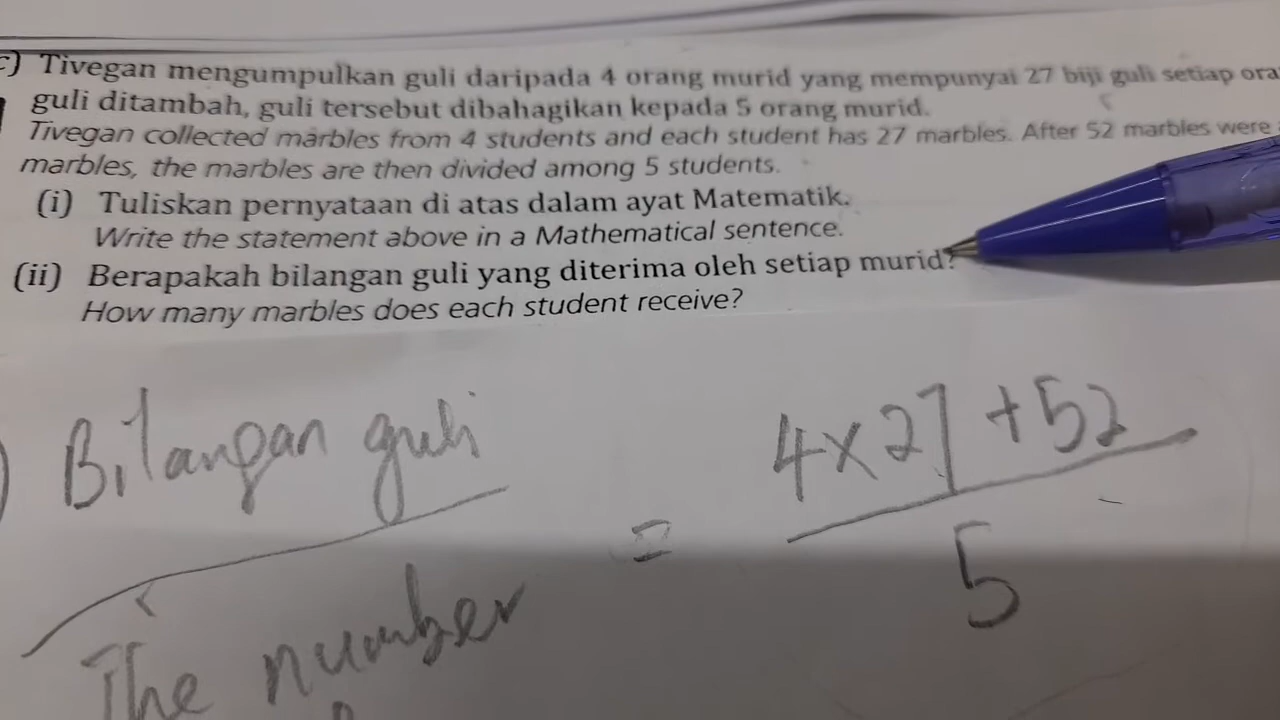 c) Tivegan mengumpulkan guli daripada 4 orang murid yang mempunyai 27 biji guli setiap ora
guli ditambah, guli tersebut dibahagikan kepada 5 orang murid.
Tivegan collected marbles from 4 students and each student has 27 marbles. After 52 marbles were
marbles, the marbles are then divided among 5 students.
(i) Tuliskan pernyataan di atas dalam ayat Matematik.
Write the statement above in a Mathematical sentence.
(ii) Berapakah bilangan guli yang diterima oleh setiap murid?
How many marbles does each student receive?
Bilangan guli
4 x 27 + 52
=
5
The number